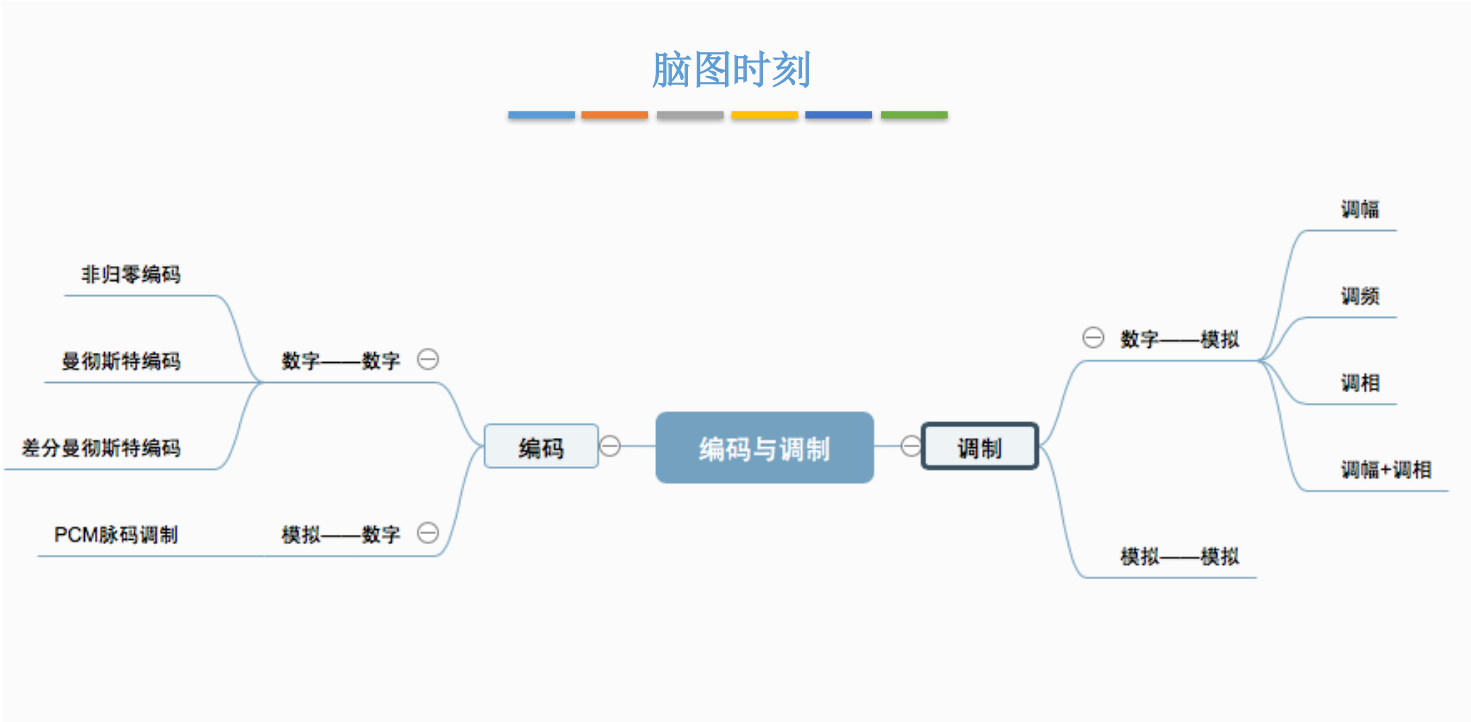 脑图时刻
非归零编码
曼彻斯特编码
差分曼彻斯特编码
数字——数字
PCM脉码调制
模拟——数字
编码
编码与调制
调制
数字——模拟
调幅
调频
调相
调幅+调相
模拟——模拟